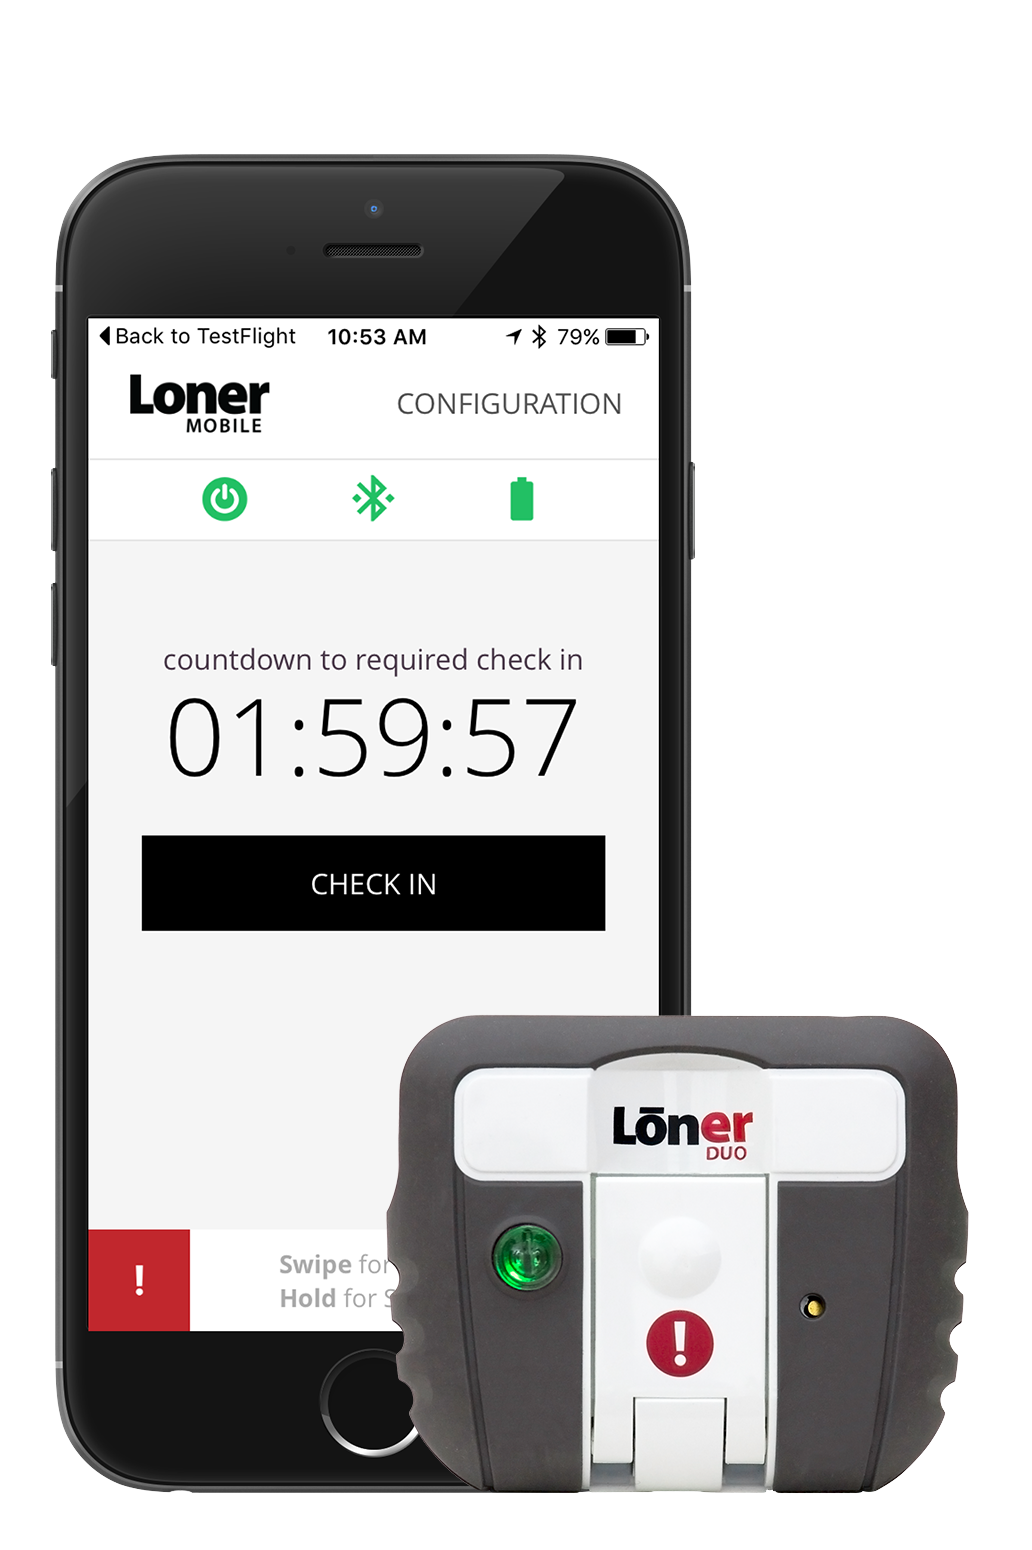 Back to TestFlight 10:53 AM 79%
Loner
MOBILE
CONFIGURATION
countdown to required check in
01:59:57
CHECK IN
!
Swipe for
Hold for
Lōner
DUO
!